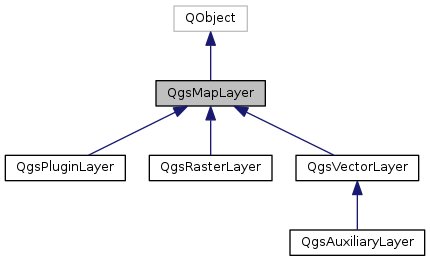 QObject
QgsMapLayer
QgsPluginLayer
QgsRasterLayer
QgsVectorLayer
QgsAuxiliaryLayer